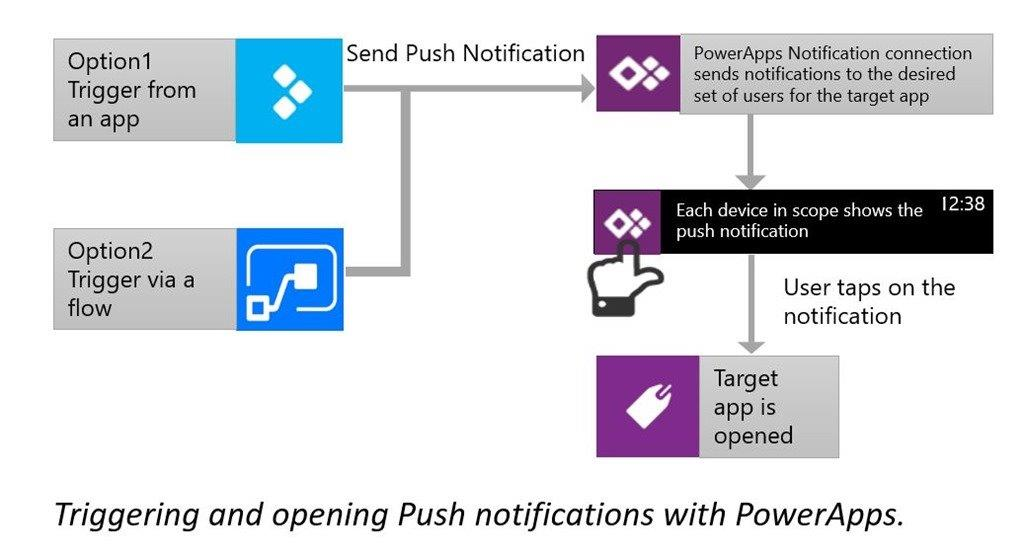 Option1
Trigger from
an app
Send Push Notification
PowerApps Notification connection
sends notifications to the desired
set of users for the target app
Option2
Trigger via a
flow
Each device in scope shows the
push notification
12:38
User taps on the
notification
Target
app is
opened
Triggering and opening Push notifications with PowerApps.